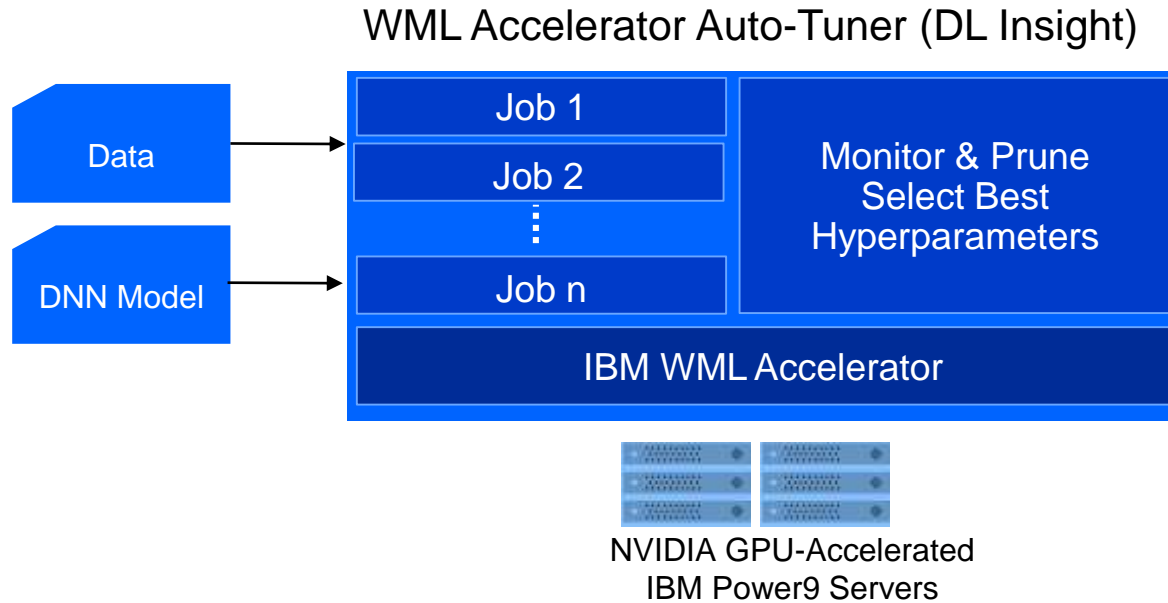 WML Accelerator Auto-Tuner (DL Insight)
Data
DNN Model
Job 1
Job 2
Job n
Monitor & Prune
Select Best
Hyperparameters
IBM WML Accelerator
NVIDIA GPU-Accelerated
IBM Power9 Servers